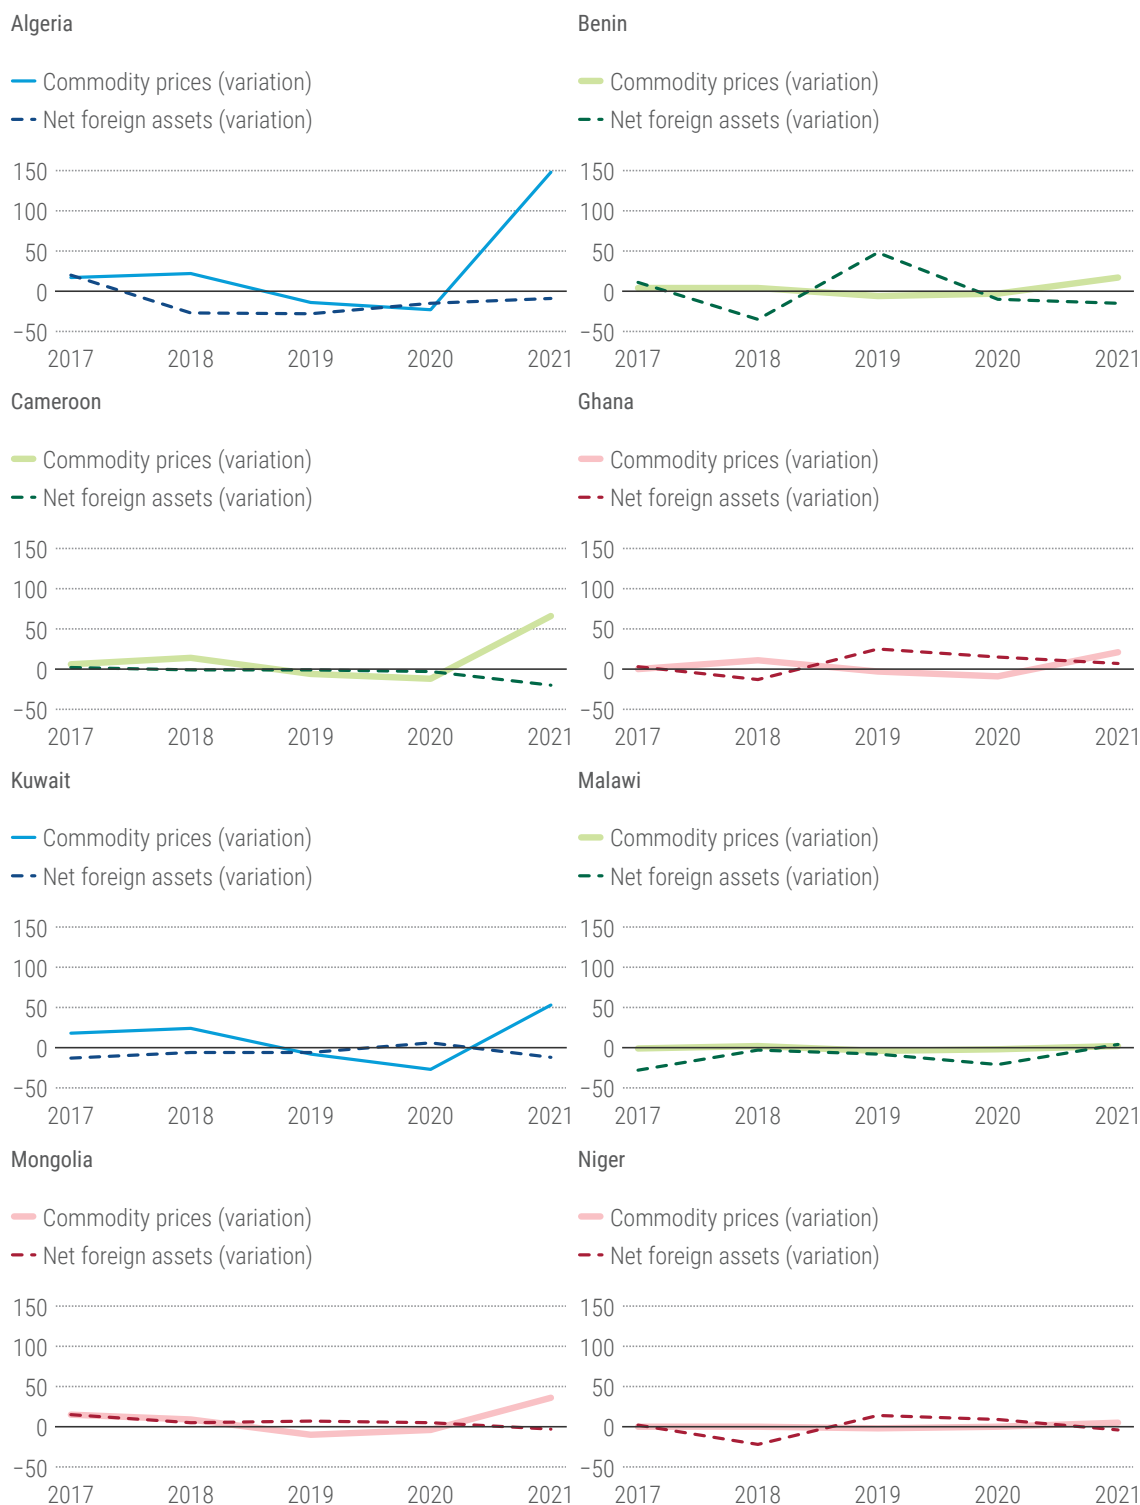 Algeria
Commodity prices (variation)
Net foreign assets (variation)
150
100
50
0
−50
2017 2018 2019 2020 2021
Benin
Commodity prices (variation)
Net foreign assets (variation)
150
100
50
0
−50
2017 2018 2019 2020 2021
Cameroon
Commodity prices (variation)
Net foreign assets (variation)
150
100
50
0
−50
2017 2018 2019 2020 2021
Ghana
Commodity prices (variation)
Net foreign assets (variation)
150
100
50
0
−50
2017 2018 2019 2020 2021
Kuwait
Commodity prices (variation)
Net foreign assets (variation)
150
100
50
0
−50
2017 2018 2019 2020 2021
Malawi
Commodity prices (variation)
Net foreign assets (variation)
150
100
50
0
−50
2017 2018 2019 2020 2021
Mongolia
Commodity prices (variation)
Net foreign assets (variation)
150
100
50
0
−50
2017 2018 2019 2020 2021
Niger
Commodity prices (variation)
Net foreign assets (variation)
150
100
50
0
−50
2017 2018 2019 2020 2021